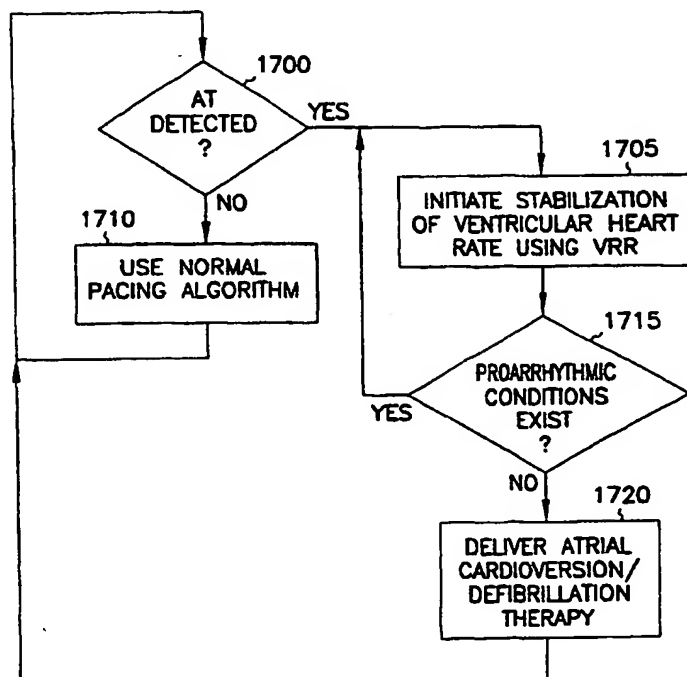 1700
AT
DETECTED
?
YES
NO
1705
INITIATE STABILIZATION
OF VENTRICULAR HEART
RATE USING VRR
1710
USE NORMAL
PACING ALGORITHM
1715
PROARRHYTHMIC
CONDITIONS
EXIST
?
YES
NO
1720
DELIVER ATRIAL
CARDIOVERSION/
DEFIBRILLATION
THERAPY